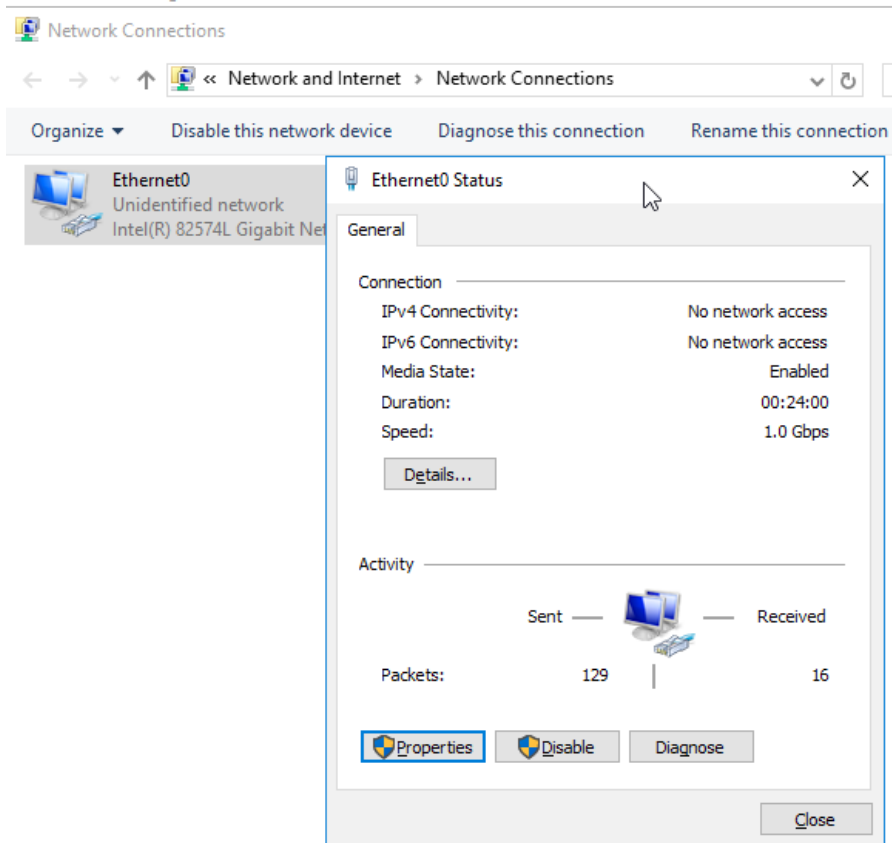 Network Connections
« Network and Internet > Network Connections
Organize Disable this network device Diagnose this connection Rename this connection
Ethernet0
Unidentified network
Intel(R) 82574L Gigabit Net
Ethernet0 Status
General
Connection
IPv4 Connectivity: No network access
IPv6 Connectivity: No network access
Media State: Enabled
Duration: 00:24:00
Speed: 1.0 Gbps
Details...
Activity
Sent Received
Packets: 129 16
Properties Disable Diagnose
Close